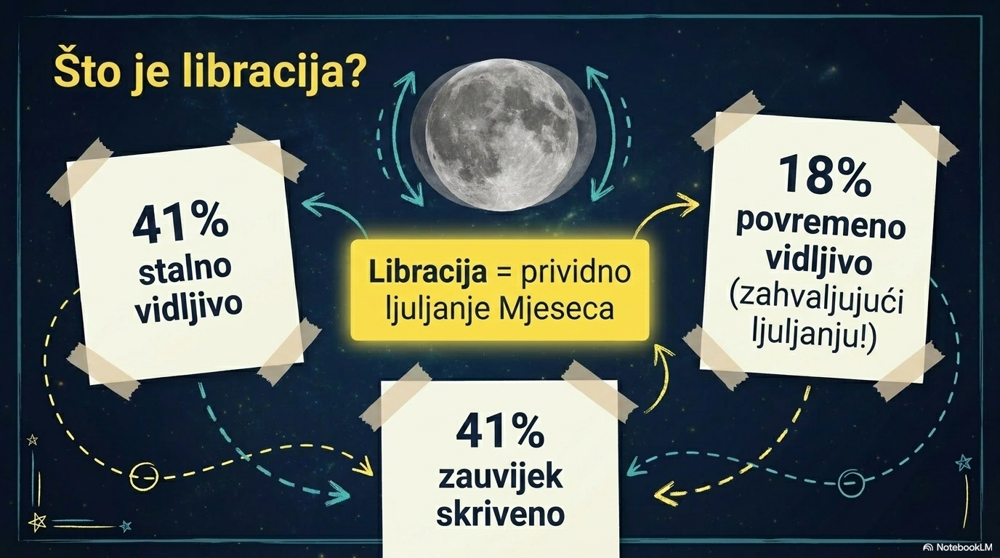 Što je libracija?
41%
stalno
vidljivo
Libracija = prividno
ljuljanje Mjeseca
18%
povremeno
vidljivo
(zahvaljujući
ljuljanju!)
41%
zauvijek
skriveno
NotebookLM